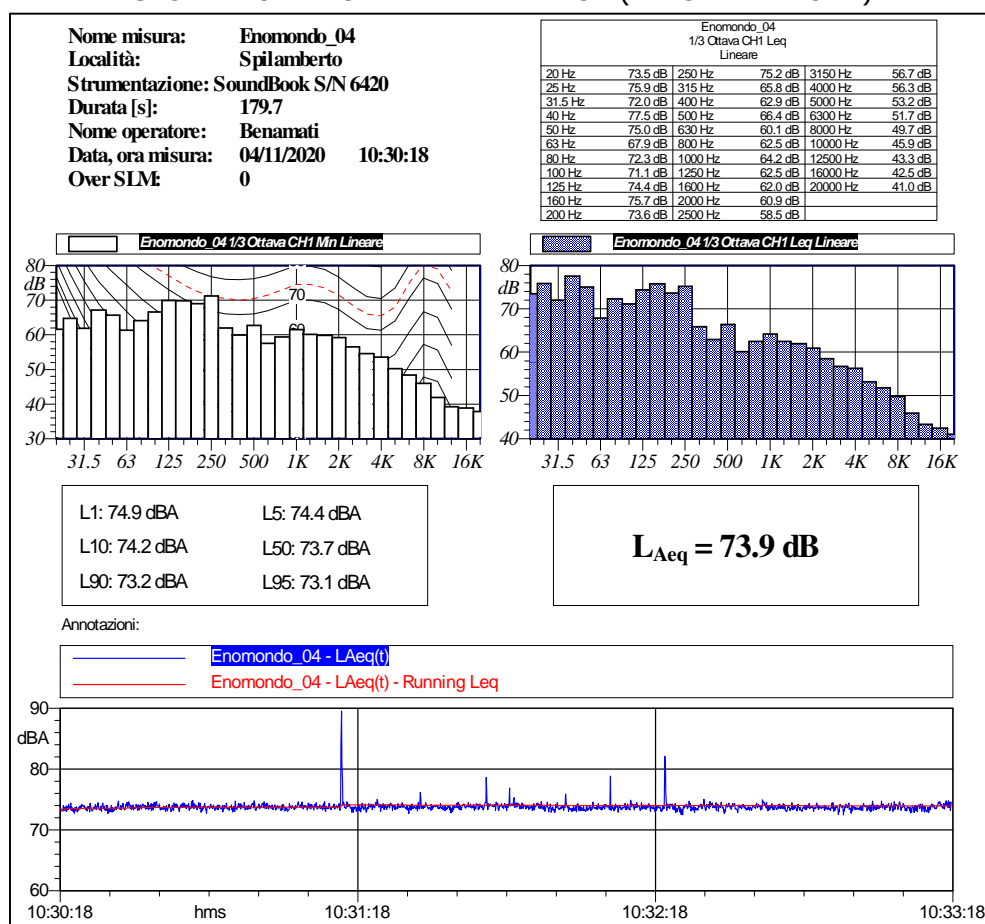 Nome misura: Enomondo_04
Località: Spilamberto
Strumentazione: SoundBook S/N 6420
Durata [s]: 179.7
Nome operatore: Benamati
Data, ora misura: 04/11/2020 10:30:18
Over SLM: 0
Enomondo_04
1/3 Ottava CH1 Leq
Lineare
20 Hz 73.5 dB 250 Hz 75.2 dB 3150 Hz 56.7 dB
25 Hz 75.9 dB 315 Hz 65.8 dB 4000 Hz 56.3 dB
31.5 Hz 72.0 dB 400 Hz 62.9 dB 5000 Hz 53.2 dB
40 Hz 77.5 dB 500 Hz 66.4 dB 6300 Hz 51.7 dB
50 Hz 75.0 dB 630 Hz 60.1 dB 8000 Hz 49.7 dB
63 Hz 67.9 dB 800 Hz 62.5 dB 10000 Hz 45.9 dB
80 Hz 72.3 dB 1000 Hz 64.2 dB 12500 Hz 43.3 dB
100 Hz 71.1 dB 1250 Hz 62.5 dB 16000 Hz 42.5 dB
125 Hz 74.4 dB 1600 Hz 62.0 dB 20000 Hz 41.0 dB
160 Hz 75.7 dB 2000 Hz 60.9 dB
200 Hz 73.6 dB 2500 Hz 58.5 dB
Enomondo_04 1/3 Ottava CH1 Min Lineare
80
dB
70
60
50
40
30
70
31.5 63 125 250 500 1K 2K 4K 8K 16K
Enomondo_04 1/3 Ottava CH1 Leq Lineare
80
dB
70
60
50
40
31.5 63 125 250 500 1K 2K 4K 8K 16K
L1: 74.9 dBA L5: 74.4 dBA
L10: 74.2 dBA L50: 73.7 dBA
L90: 73.2 dBA L95: 73.1 dBA
LAeq = 73.9 dB
Annotazioni:
Enomondo_04 - LAeq(t)
Enomondo_04 - LAeq(t) - Running Leq
90
dBA
80
70
60
10:30:18 hms 10:31:18 10:32:18 10:33:18